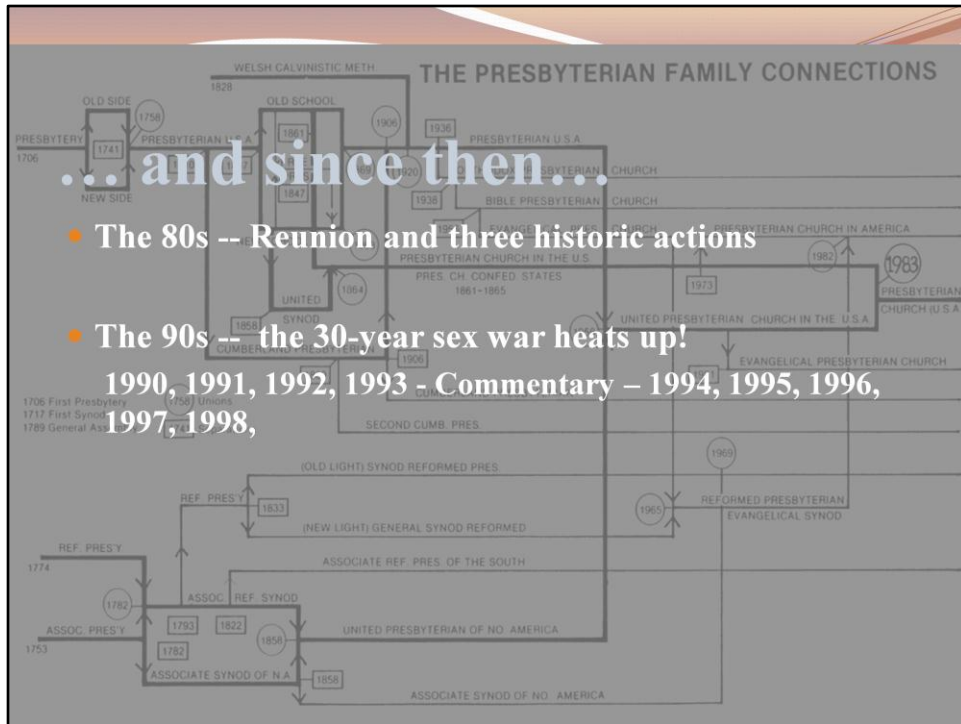 WELSH CALVINISTIC METH.
1828
THE PRESBYTERIAN FAMILY CONNECTIONS
OLD SIDE
1758
OLD SCHOOL
1906
1936
PRESBYTERY
1706
1741
PRESBYTERIAN U.S.A.
1861
PRESBYTERIAN U.S.A.
… and since then…
1920
CHURCH
NEW SIDE
1847
1938
BIBLE PRESBYTERIAN CHURCH
EVANGELICAL PRES. CHURCH
PRESBYTERIAN CHURCH IN AMERICA
• The 80s -- Reunion and three historic actions
1982
1983
PRESBYTERIAN CHURCH IN THE U.S.
PRES. CH. CONFED. STATES
1861-1865
1864
1973
PRESBYTERIAN
CHURCH (U.S.A.
UNITED
SYNOD
1858
UNITED PRESBYTERIAN CHURCH IN THE U.S.A.
• The 90s -- the 30-year sex war heats up!
CUMBERLAND PRESBYTERIAN
1906
EVANGELICAL PRESBYTERIAN CHURCH
1990, 1991, 1992, 1993 - Commentary – 1994, 1995, 1996,
1997, 1998,
1706 First Presbytery
1758
Unions
1717 First Synod
1789 General
1741
SECOND CUMB. PRES.
1969
(OLD LIGHT) SYNOD REFORMED PRES.
REF. PRES'Y
1833
1965
REFORMED PRESBYTERIAN
EVANGELICAL SYNOD
(NEW LIGHT) GENERAL SYNOD REFORMED
REF. PRES'Y
1774
ASSOCIATE REF. PRES. OF THE SOUTH
1782
ASSOC. REF. SYNOD
1793
1822
ASSOC. PRES'Y
1753
1782
1858
UNITED PRESBYTERIAN OF NO. AMERICA
ASSOCIATE SYNOD OF N.A.
1858
ASSOCIATE SYNOD OF NO. AMERICA